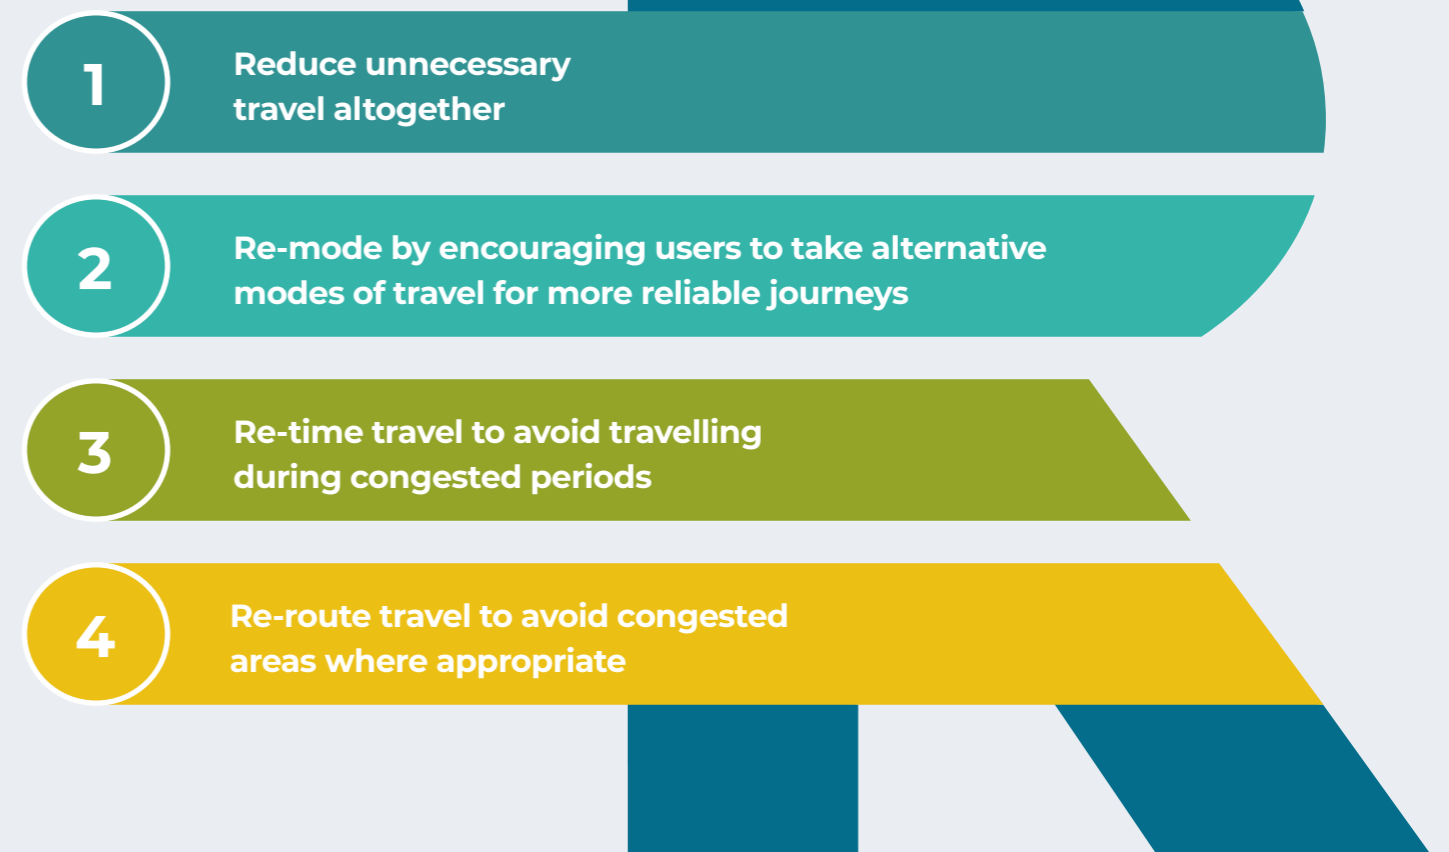 1
Reduce unnecessary
travel altogether
2
Re-mode by encouraging users to take alternative
modes of travel for more reliable journeys
3
Re-time travel to avoid travelling
during congested periods
4
Re-route travel to avoid congested
areas where appropriate